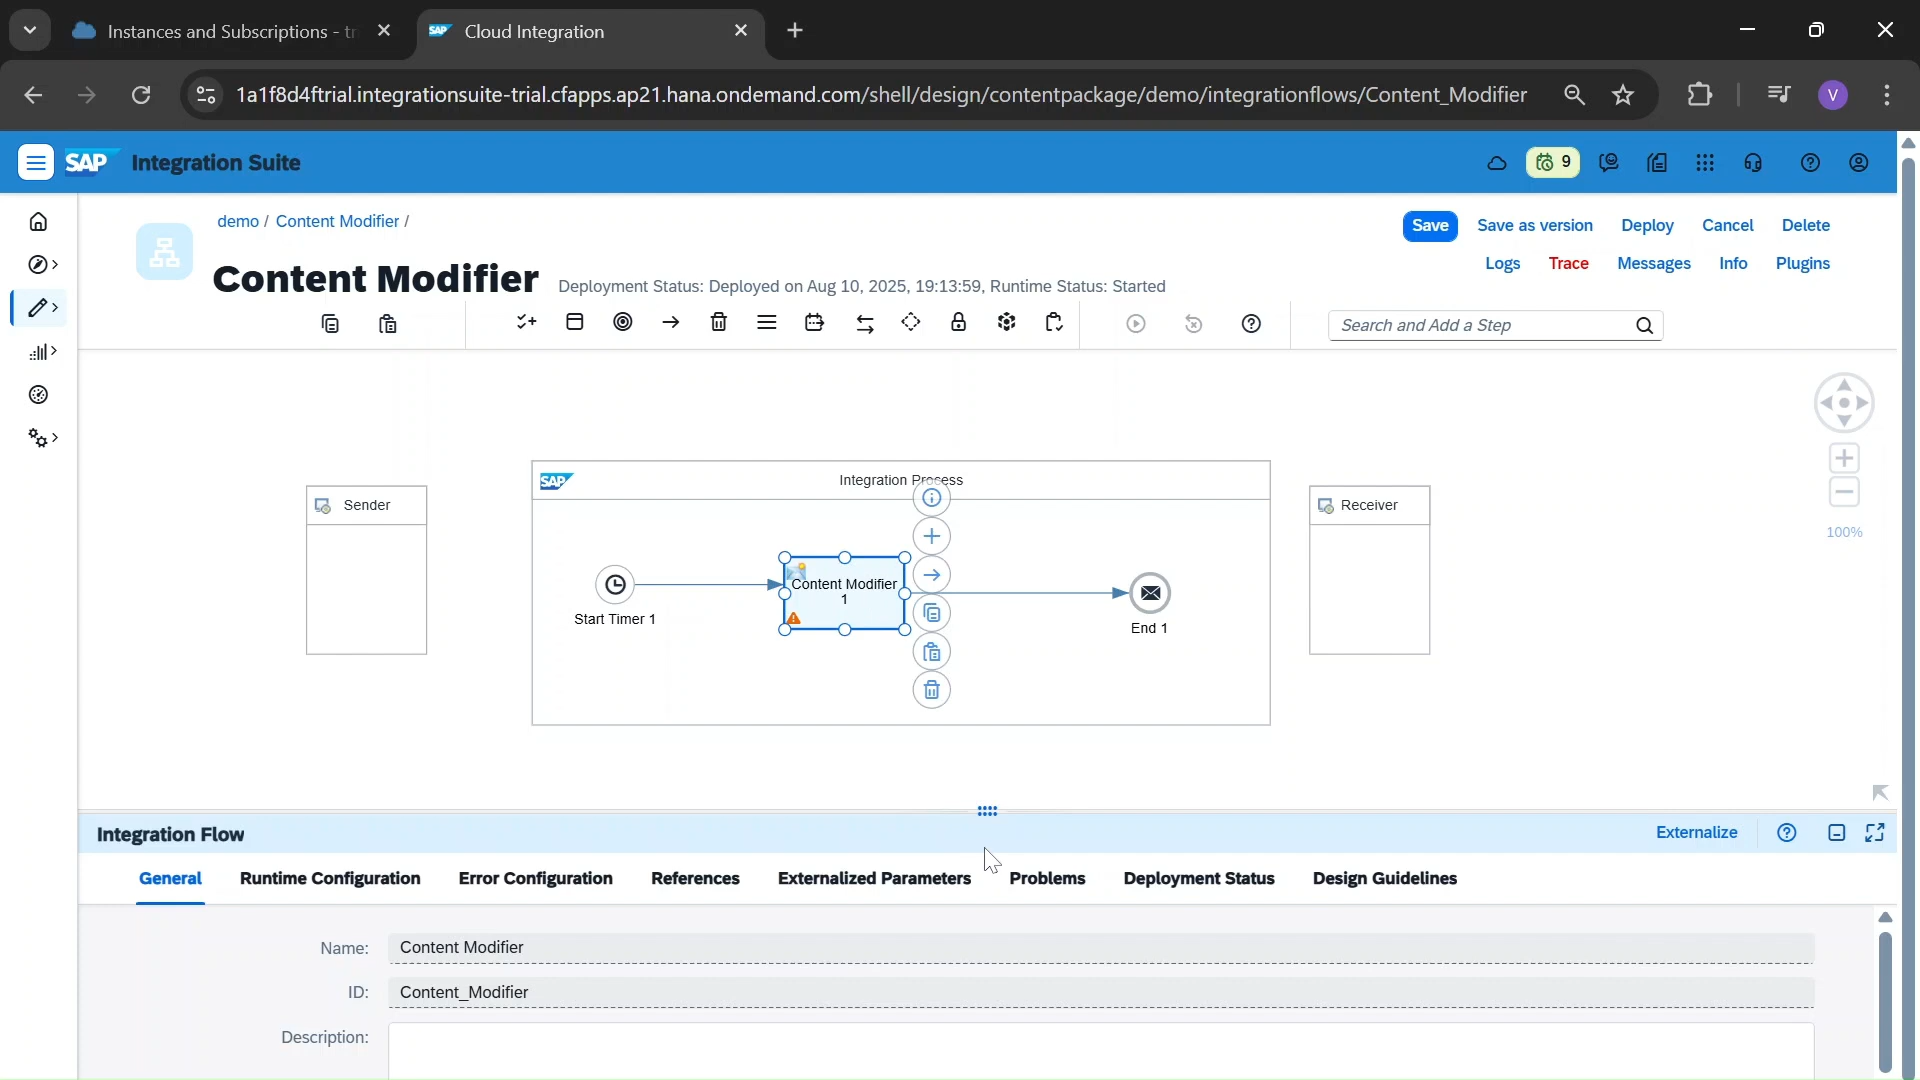 Instances and Subscriptions - tr
SAP Cloud Integration
1a1f8d4ftrial.integrationsuite-trial.cfapps.ap21.hana.ondemand.com/shell/design/contentpackage/demo/integrationflows/Content_Modifier
V
SAP Integration Suite
9
demo / Content Modifier /
Save
Save as version
Deploy
Cancel
Delete
Content Modifier
Deployment Status: Deployed on Aug 10, 2025, 19:13:59, Runtime Status: Started
Logs
Trace
Messages
Info
Plugins
Search and Add a Step
SAP
Integration Process
Sender
Receiver
Content Modifier
1
Start Timer 1
End 1
100%
Integration Flow
Externalize
General
Runtime Configuration
Error Configuration
References
Externalized Parameters
Problems
Deployment Status
Design Guidelines
Name: Content Modifier
ID: Content_Modifier
Description: